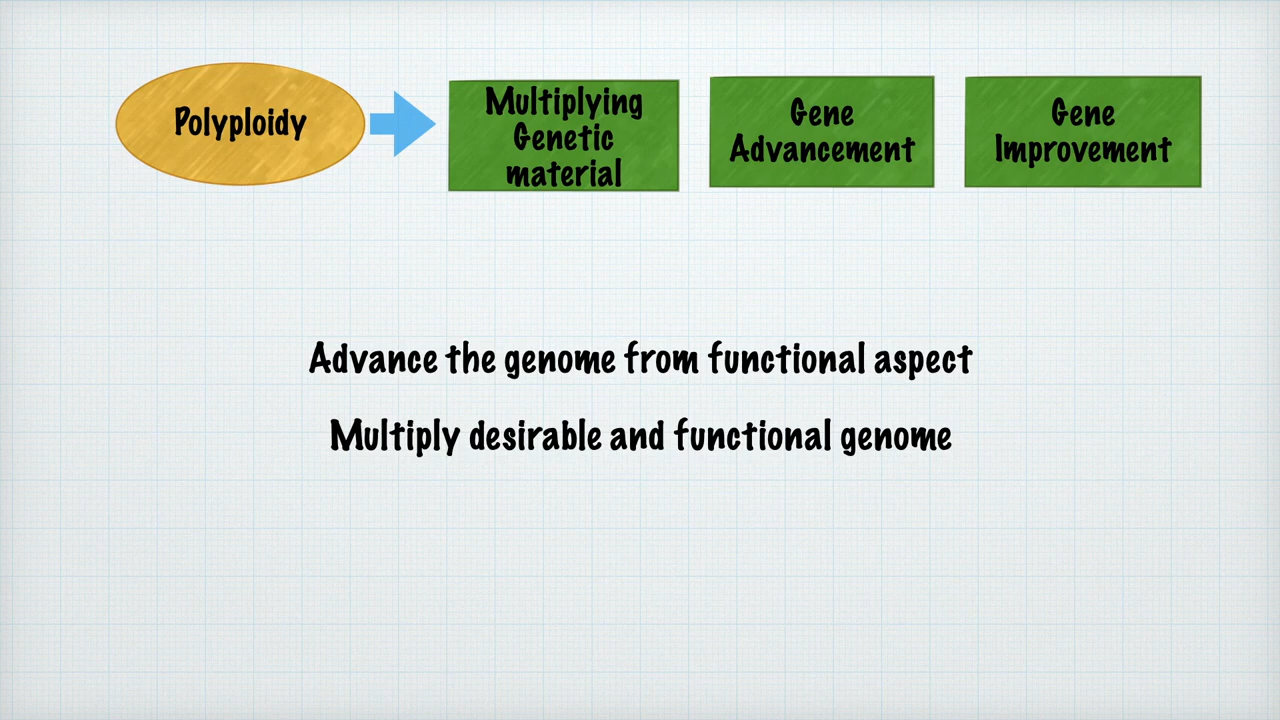 Polyploidy
Multiplying
Genetic
material
Gene
Advancement
Gene
Improvement
Advance the genome from functional aspect
Multiply desirable and functional genome